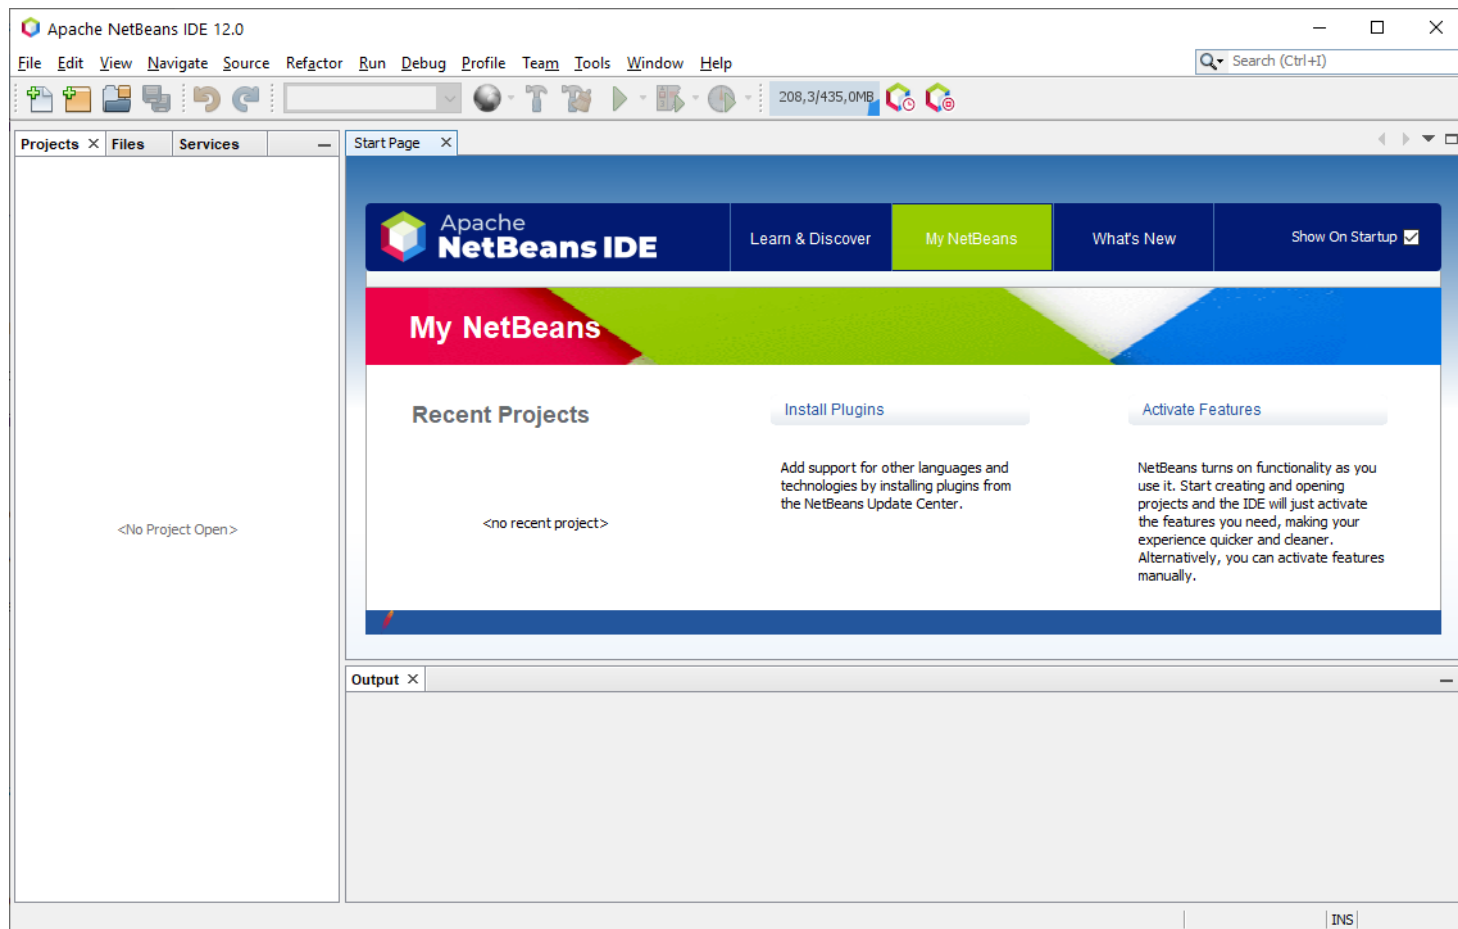 Apache NetBeans IDE 12.0
File Edit View Navigate Source Refactor Run Debug Profile Team Tools Window Help
Search (Ctrl+I)
208,3/435,0MB
Projects Files Services
Start Page
Apache
NetBeans IDE
Learn & Discover
My NetBeans
What's New
Show On Startup
My NetBeans
Recent Projects
<no recent project>
Install Plugins
Add support for other languages and
technologies by installing plugins from
the NetBeans Update Center.
Activate Features
NetBeans turns on functionality as you
use it. Start creating and opening
projects and the IDE will just activate
the features you need, making your
experience quicker and cleaner.
Alternatively, you can activate features
manually.
<No Project Open>
Output
INS